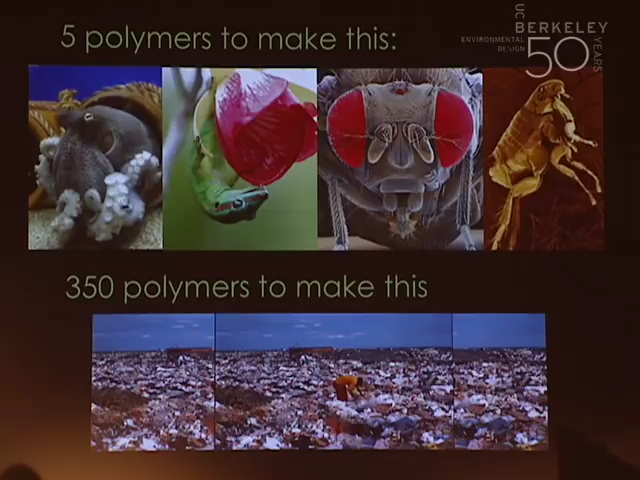 5 polymers to make this:
UC
BERKELEY
ENVIRONMENTAL
DESIGN
50
YEARS
350 polymers to make this